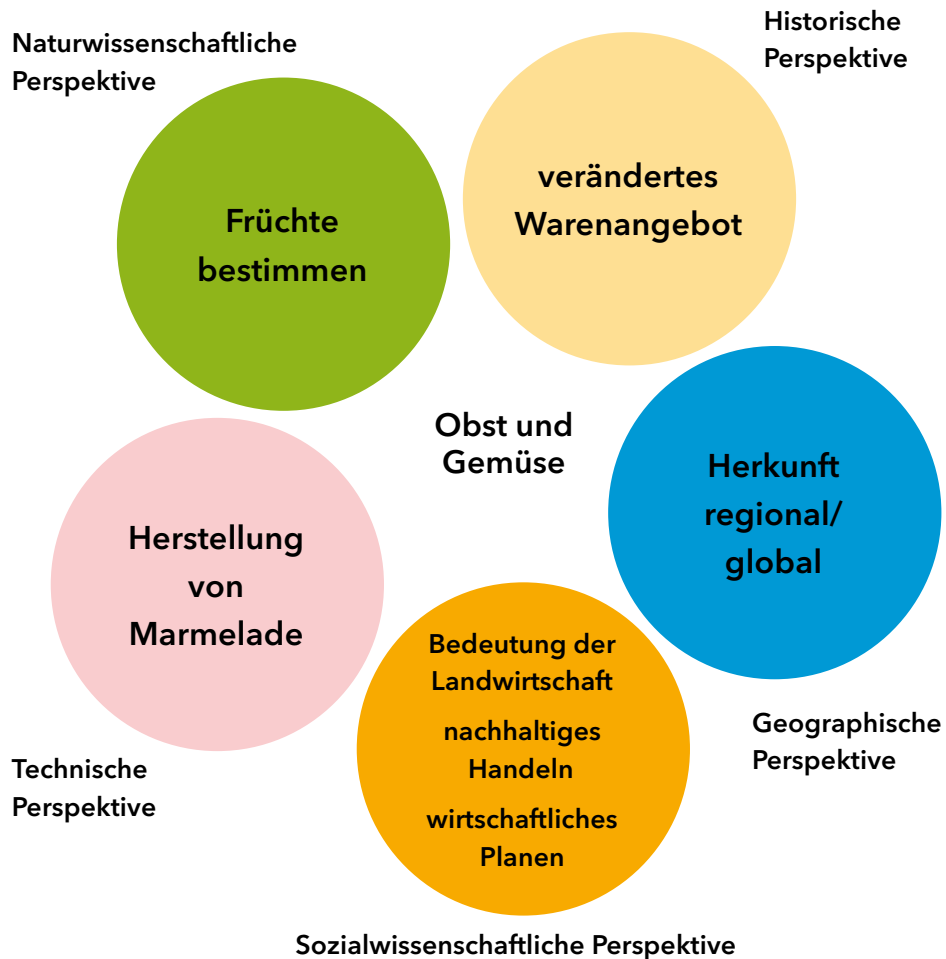 Naturwissenschaftliche
Perspektive
Historische
Perspektive
Früchte
bestimmen
verändertes
Warenangebot
Obst und
Gemüse
Herkunft
regional/
global
Herstellung
von
Marmelade
Bedeutung der
Landwirtschaft
nachhaltiges
Handeln
wirtschaftliches
Planen
Geographische
Perspektive
Technische
Perspektive
Sozialwissenschaftliche Perspektive